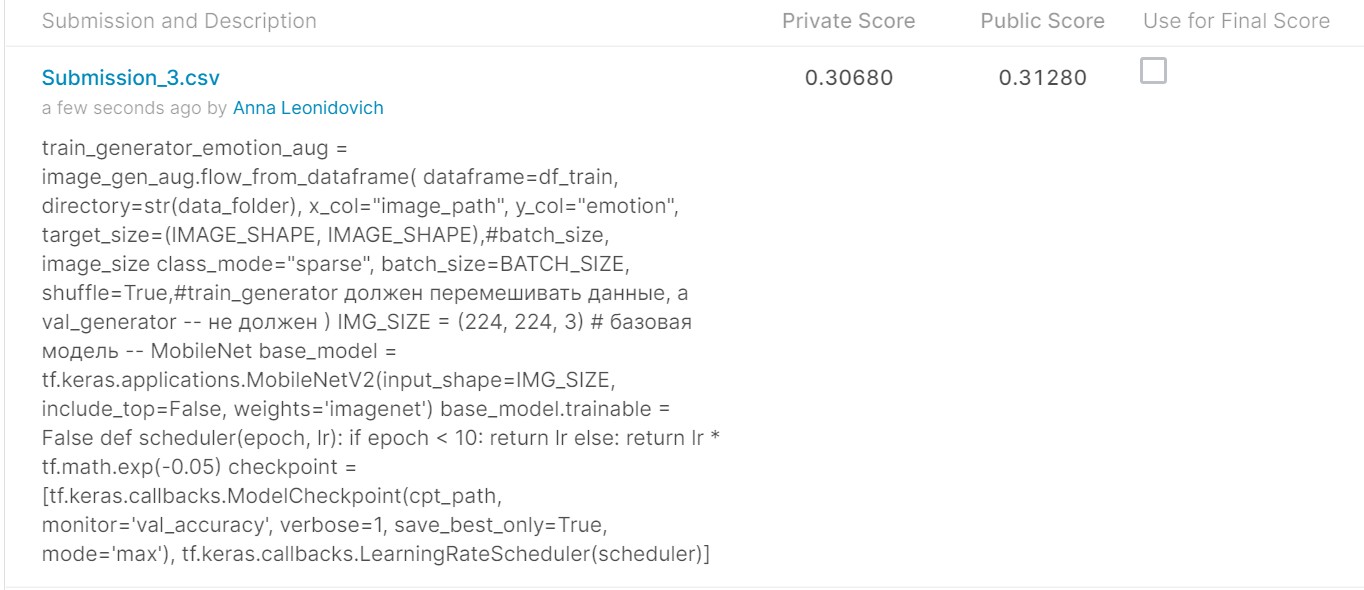 Submission and Description Private Score Public Score Use for Final Score
Submission_3.csv 0.30680 0.31280
a few seconds ago by Anna Leonidovich
train_generator_emotion_aug =
image_gen_aug.flow_from_dataframe( dataframe=df_train,
directory=str(data_folder), x_col="image_path", y_col="emotion",
target_size=(IMAGE_SHAPE, IMAGE_SHAPE),#batch_size,
image_size class_mode="sparse", batch_size=BATCH_SIZE,
shuffle=True,#train_generator должен перемешивать данные, а
val_generator -- не должен ) IMG_SIZE = (224, 224, 3) # базовая
модель -- MobileNet base_model =
tf.keras.applications.MobileNetV2(input_shape=IMG_SIZE,
include_top=False, weights='imagenet') base_model.trainable =
False def scheduler(epoch, lr): if epoch < 10: return lr else: return lr *
tf.math.exp(-0.05) checkpoint =
[tf.keras.callbacks.ModelCheckpoint(cpt_path,
monitor='val_accuracy', verbose=1, save_best_only=True,
mode='max'), tf.keras.callbacks.LearningRateScheduler(scheduler)]